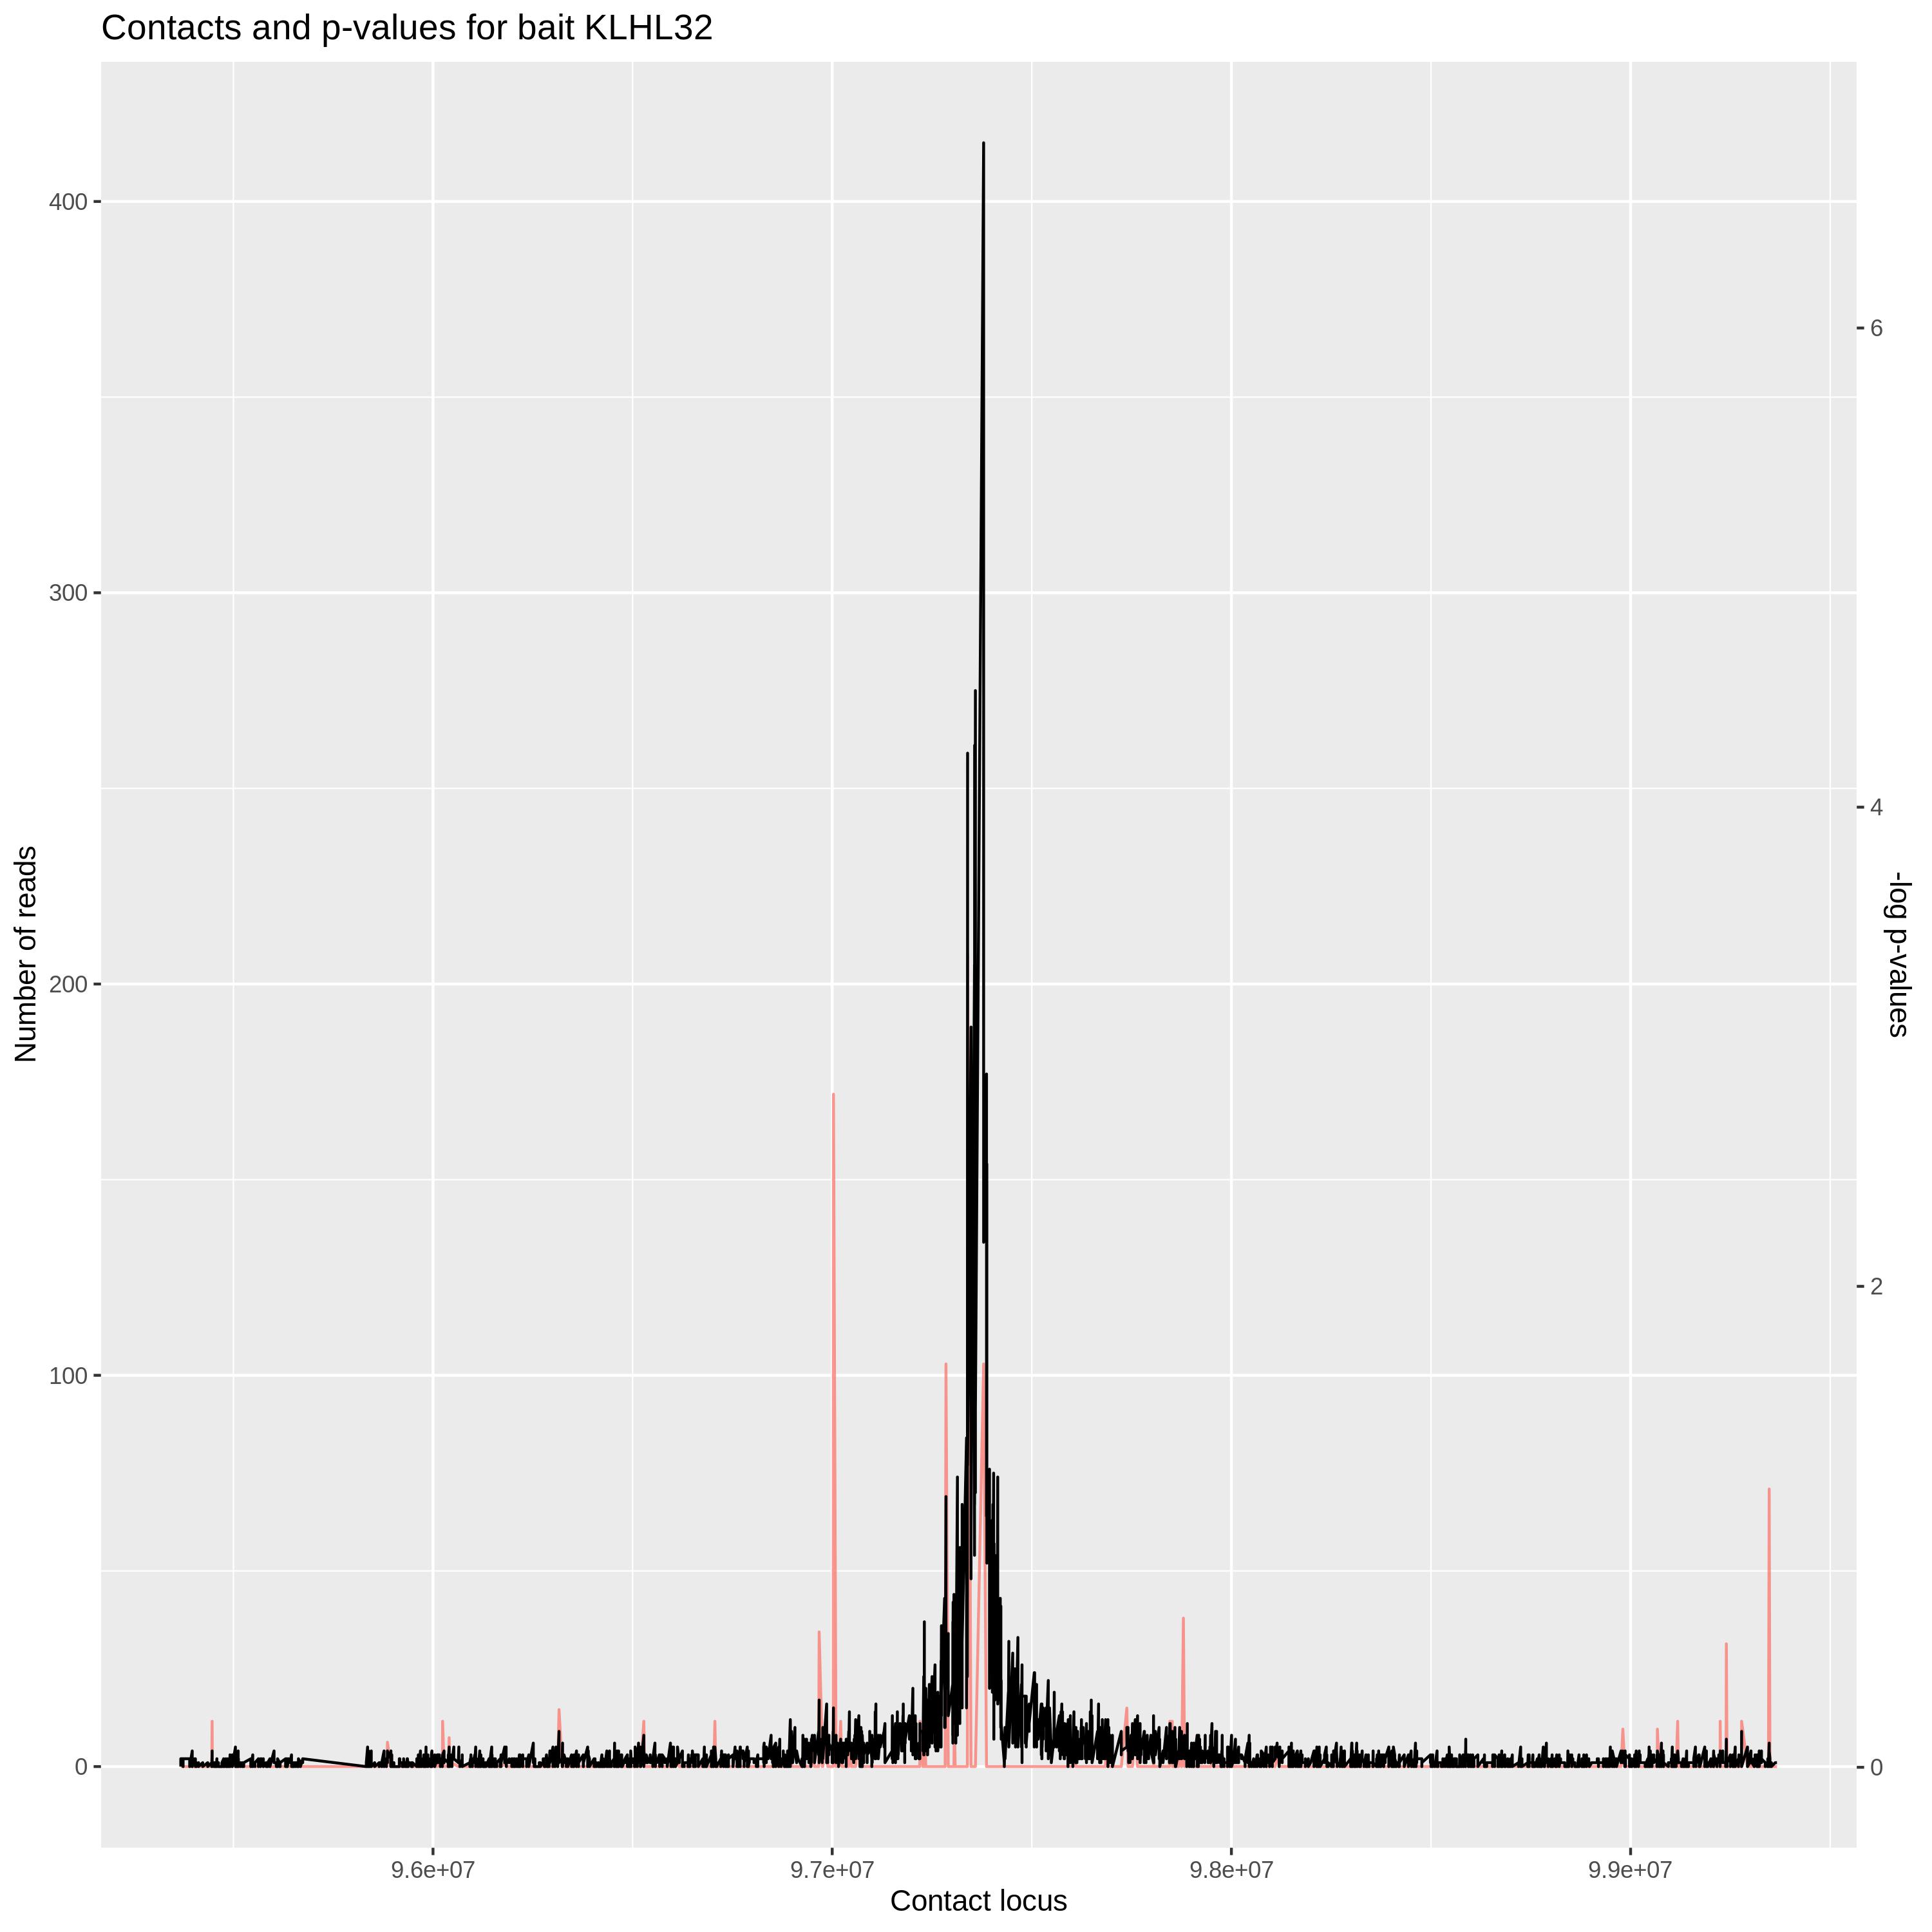 Contacts and p-values for bait KLHL32
400
300
200
100
0
Number of reads
6
4
2
0
-log p-values
9.6e+07
9.7e+07
9.8e+07
9.9e+07
Contact locus